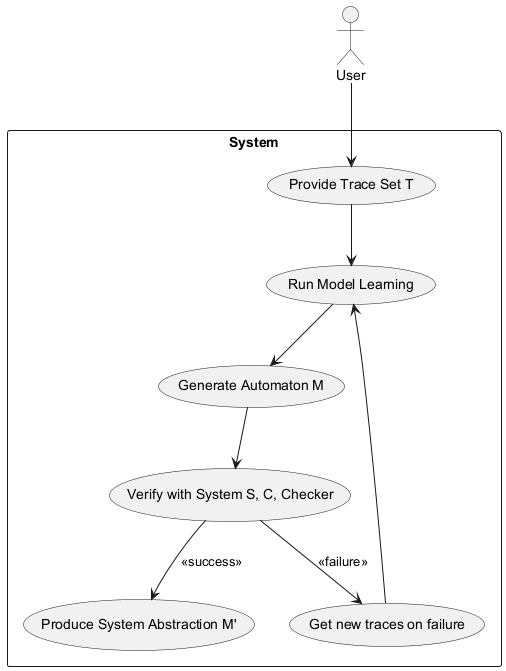 User
System
Provide Trace Set T
Run Model Learning
Generate Automaton M
Verify with System S, C, Checker
«success»
«failure»
Produce System Abstraction M'
Get new traces on failure